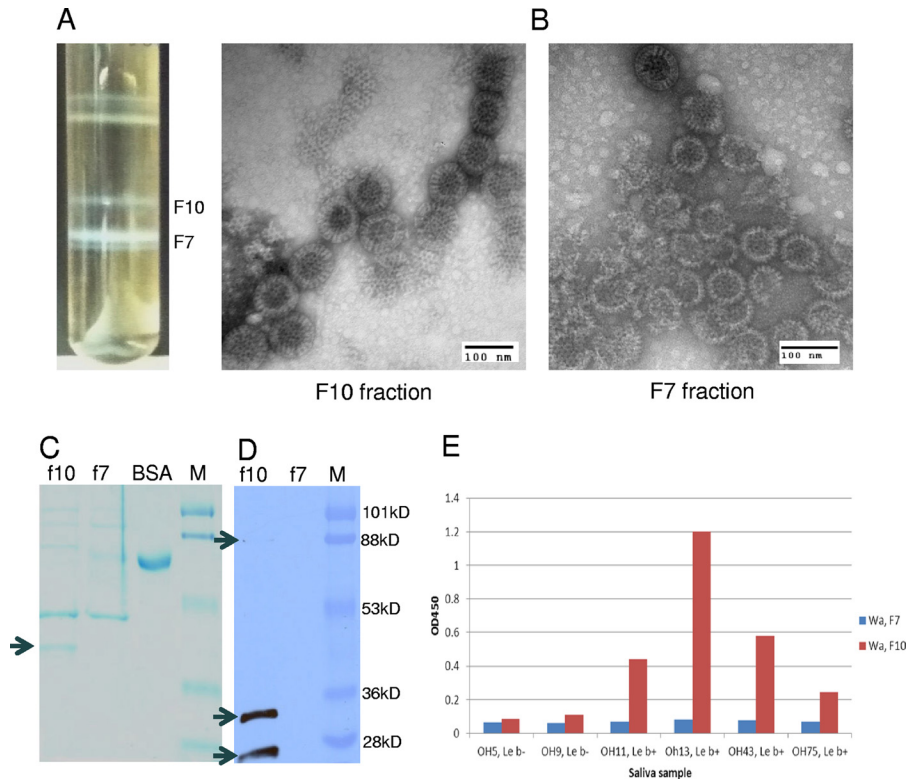 A
B
F10
F7
100 nm
100 nm
F10 fraction
F7 fraction
C
f10 f7 BSA M
D
f10 f7 M
101kD
88kD
53kD
36kD
28kD
E
1.4
1.2
1
0.8
0.6
0.4
0.2
0
OD450
Wa, F7
Wa, F10
OH5, Le b- OH9, Le b- OH11, Le b+ Oh13, Le b+ OH43, Le b+ OH75, Le b+
Saliva sample